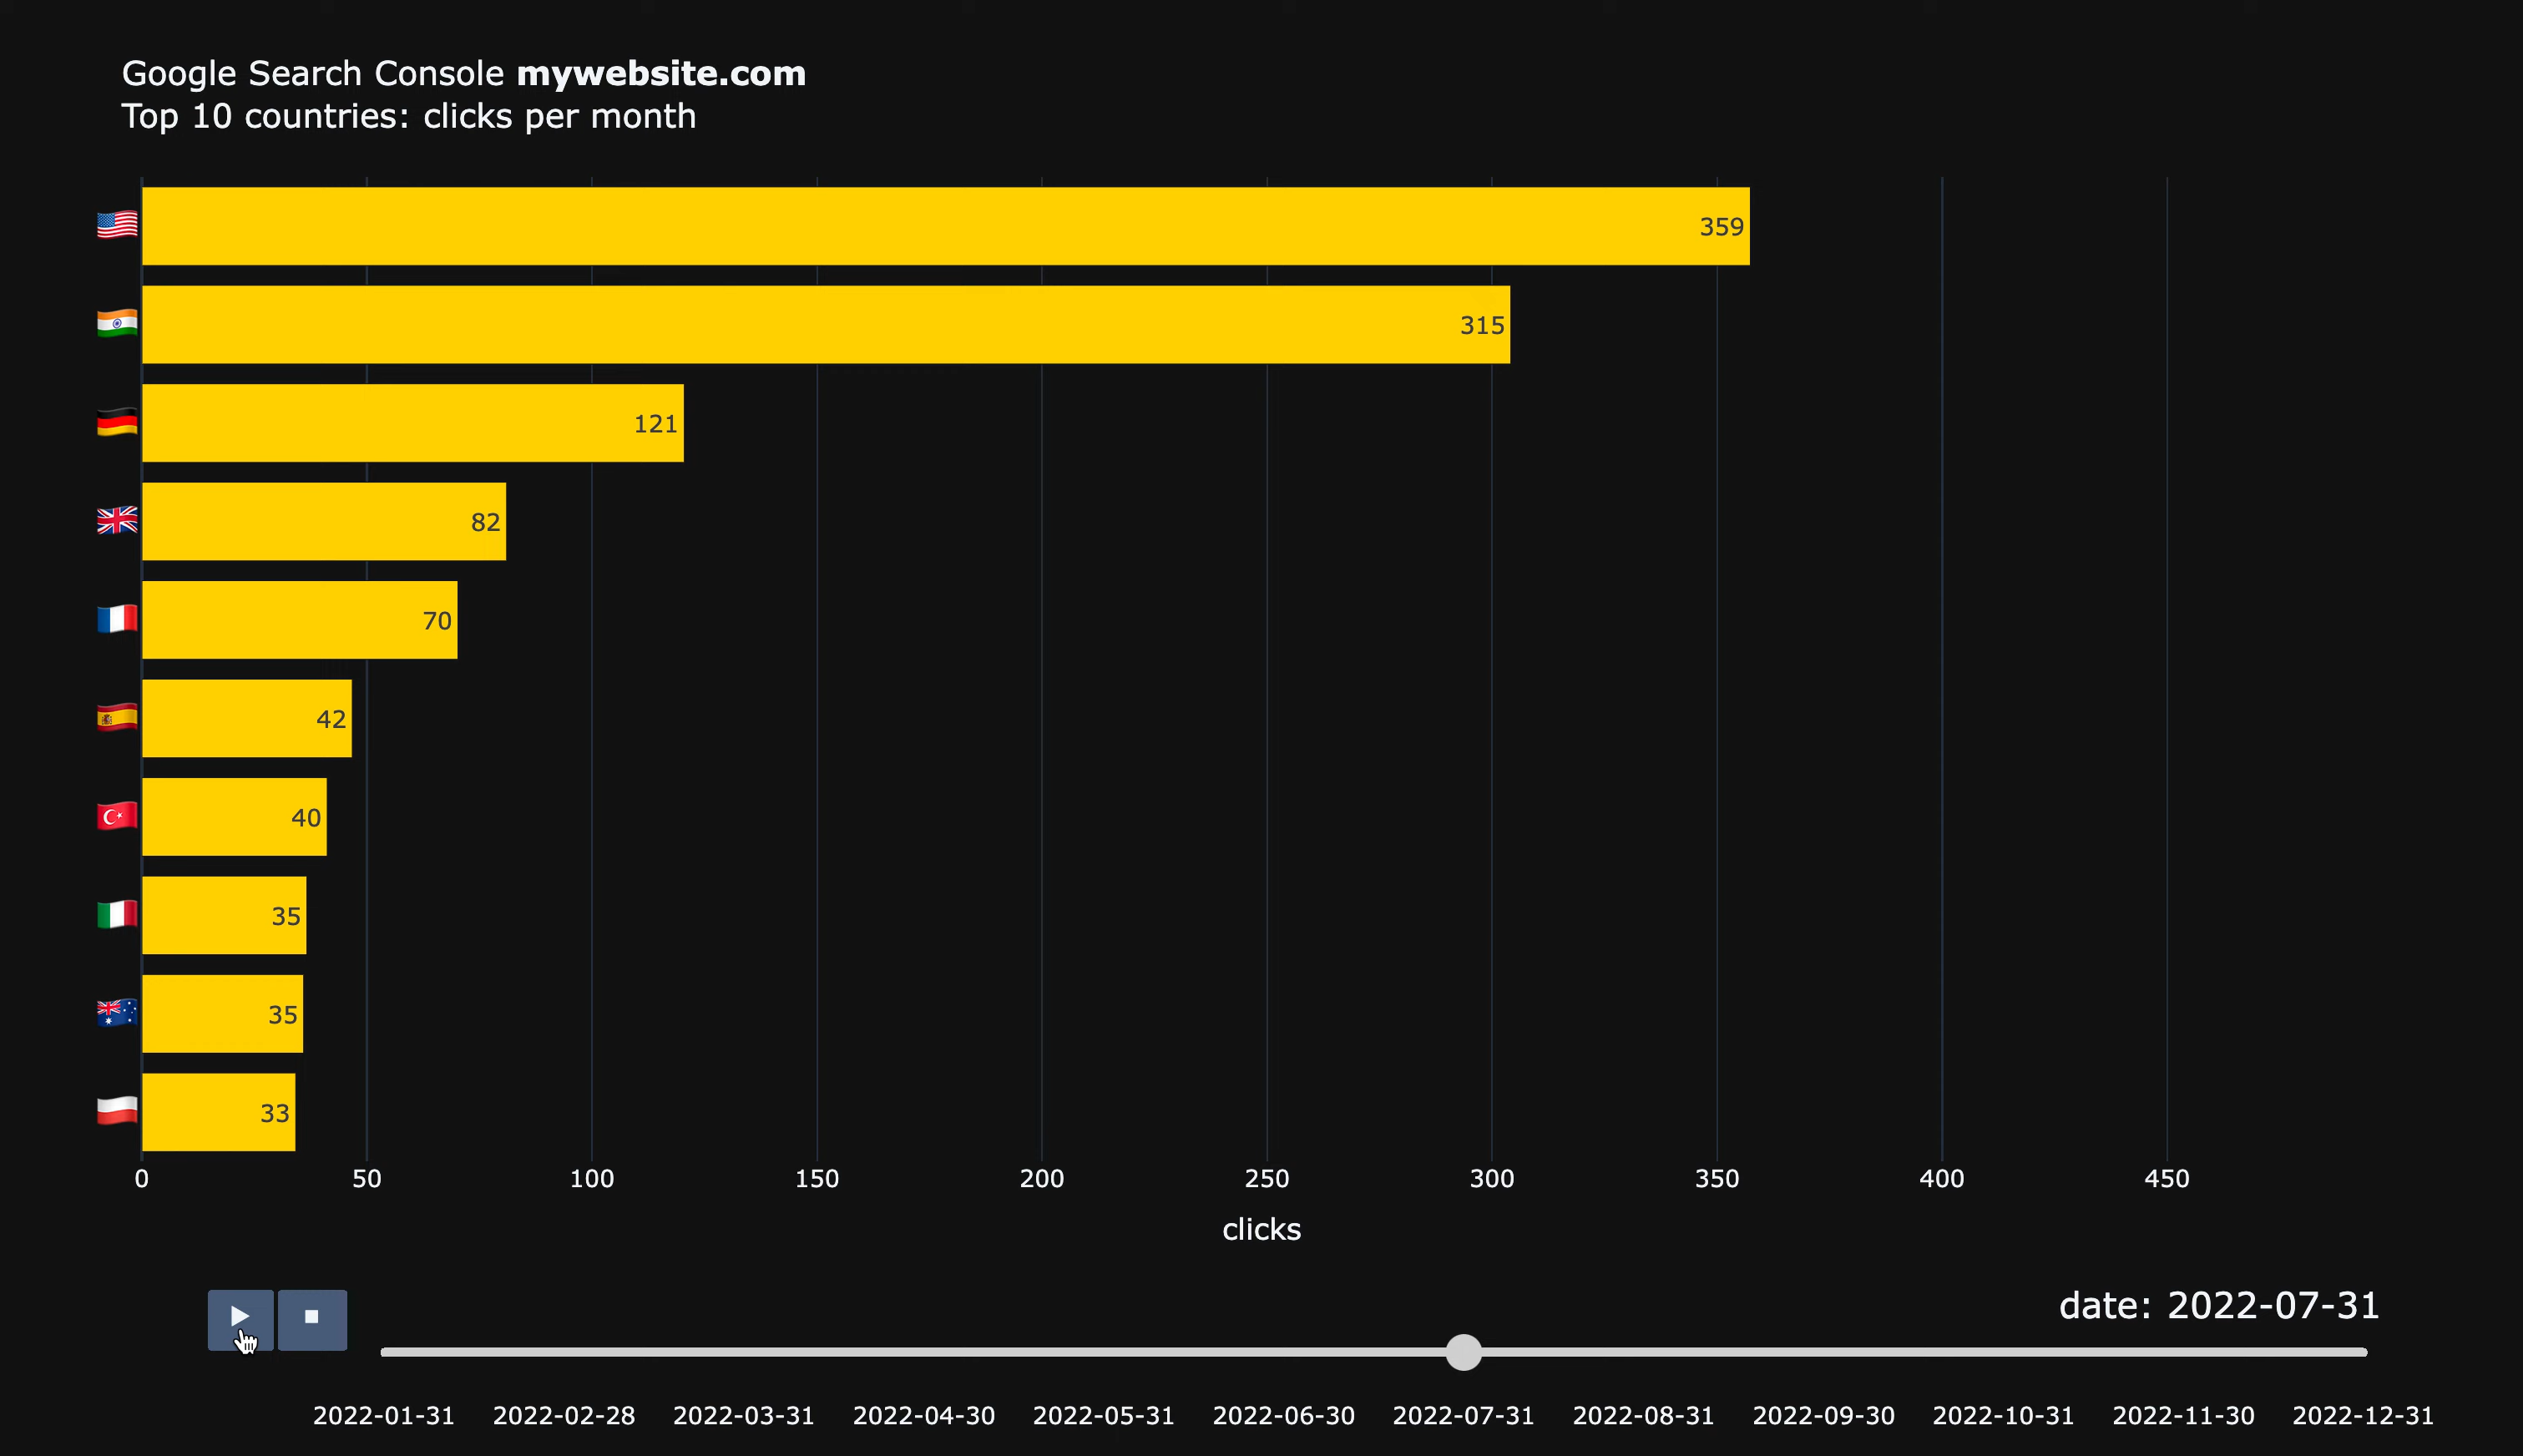 Google Search Console mywebsite.com
Top 10 countries: clicks per month
359
315
121
82
70
42
40
35
35
33
0 50 100 150 200 250 300 350 400 450
clicks
date: 2022-07-31
2022-01-31 2022-02-28 2022-03-31 2022-04-30 2022-05-31 2022-06-30 2022-07-31 2022-08-31 2022-09-30 2022-10-31 2022-11-30 2022-12-31